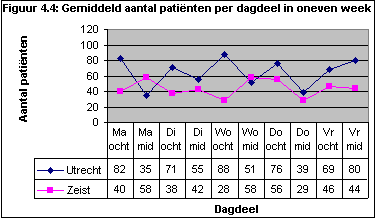 Figuur 4.4: Gemiddeld aantal patiënten per dagdeel in oneven week
Aantal patiënten
120
100
80
60
40
20
0
Ma ocht Ma mid Di ocht Di mid Wo ocht Wo mid Do ocht Do mid Vr ocht Vr mid
Utrecht 82 35 71 55 88 51 76 39 69 80
Zeist 40 58 38 42 28 58 56 29 46 44
Dagdeel